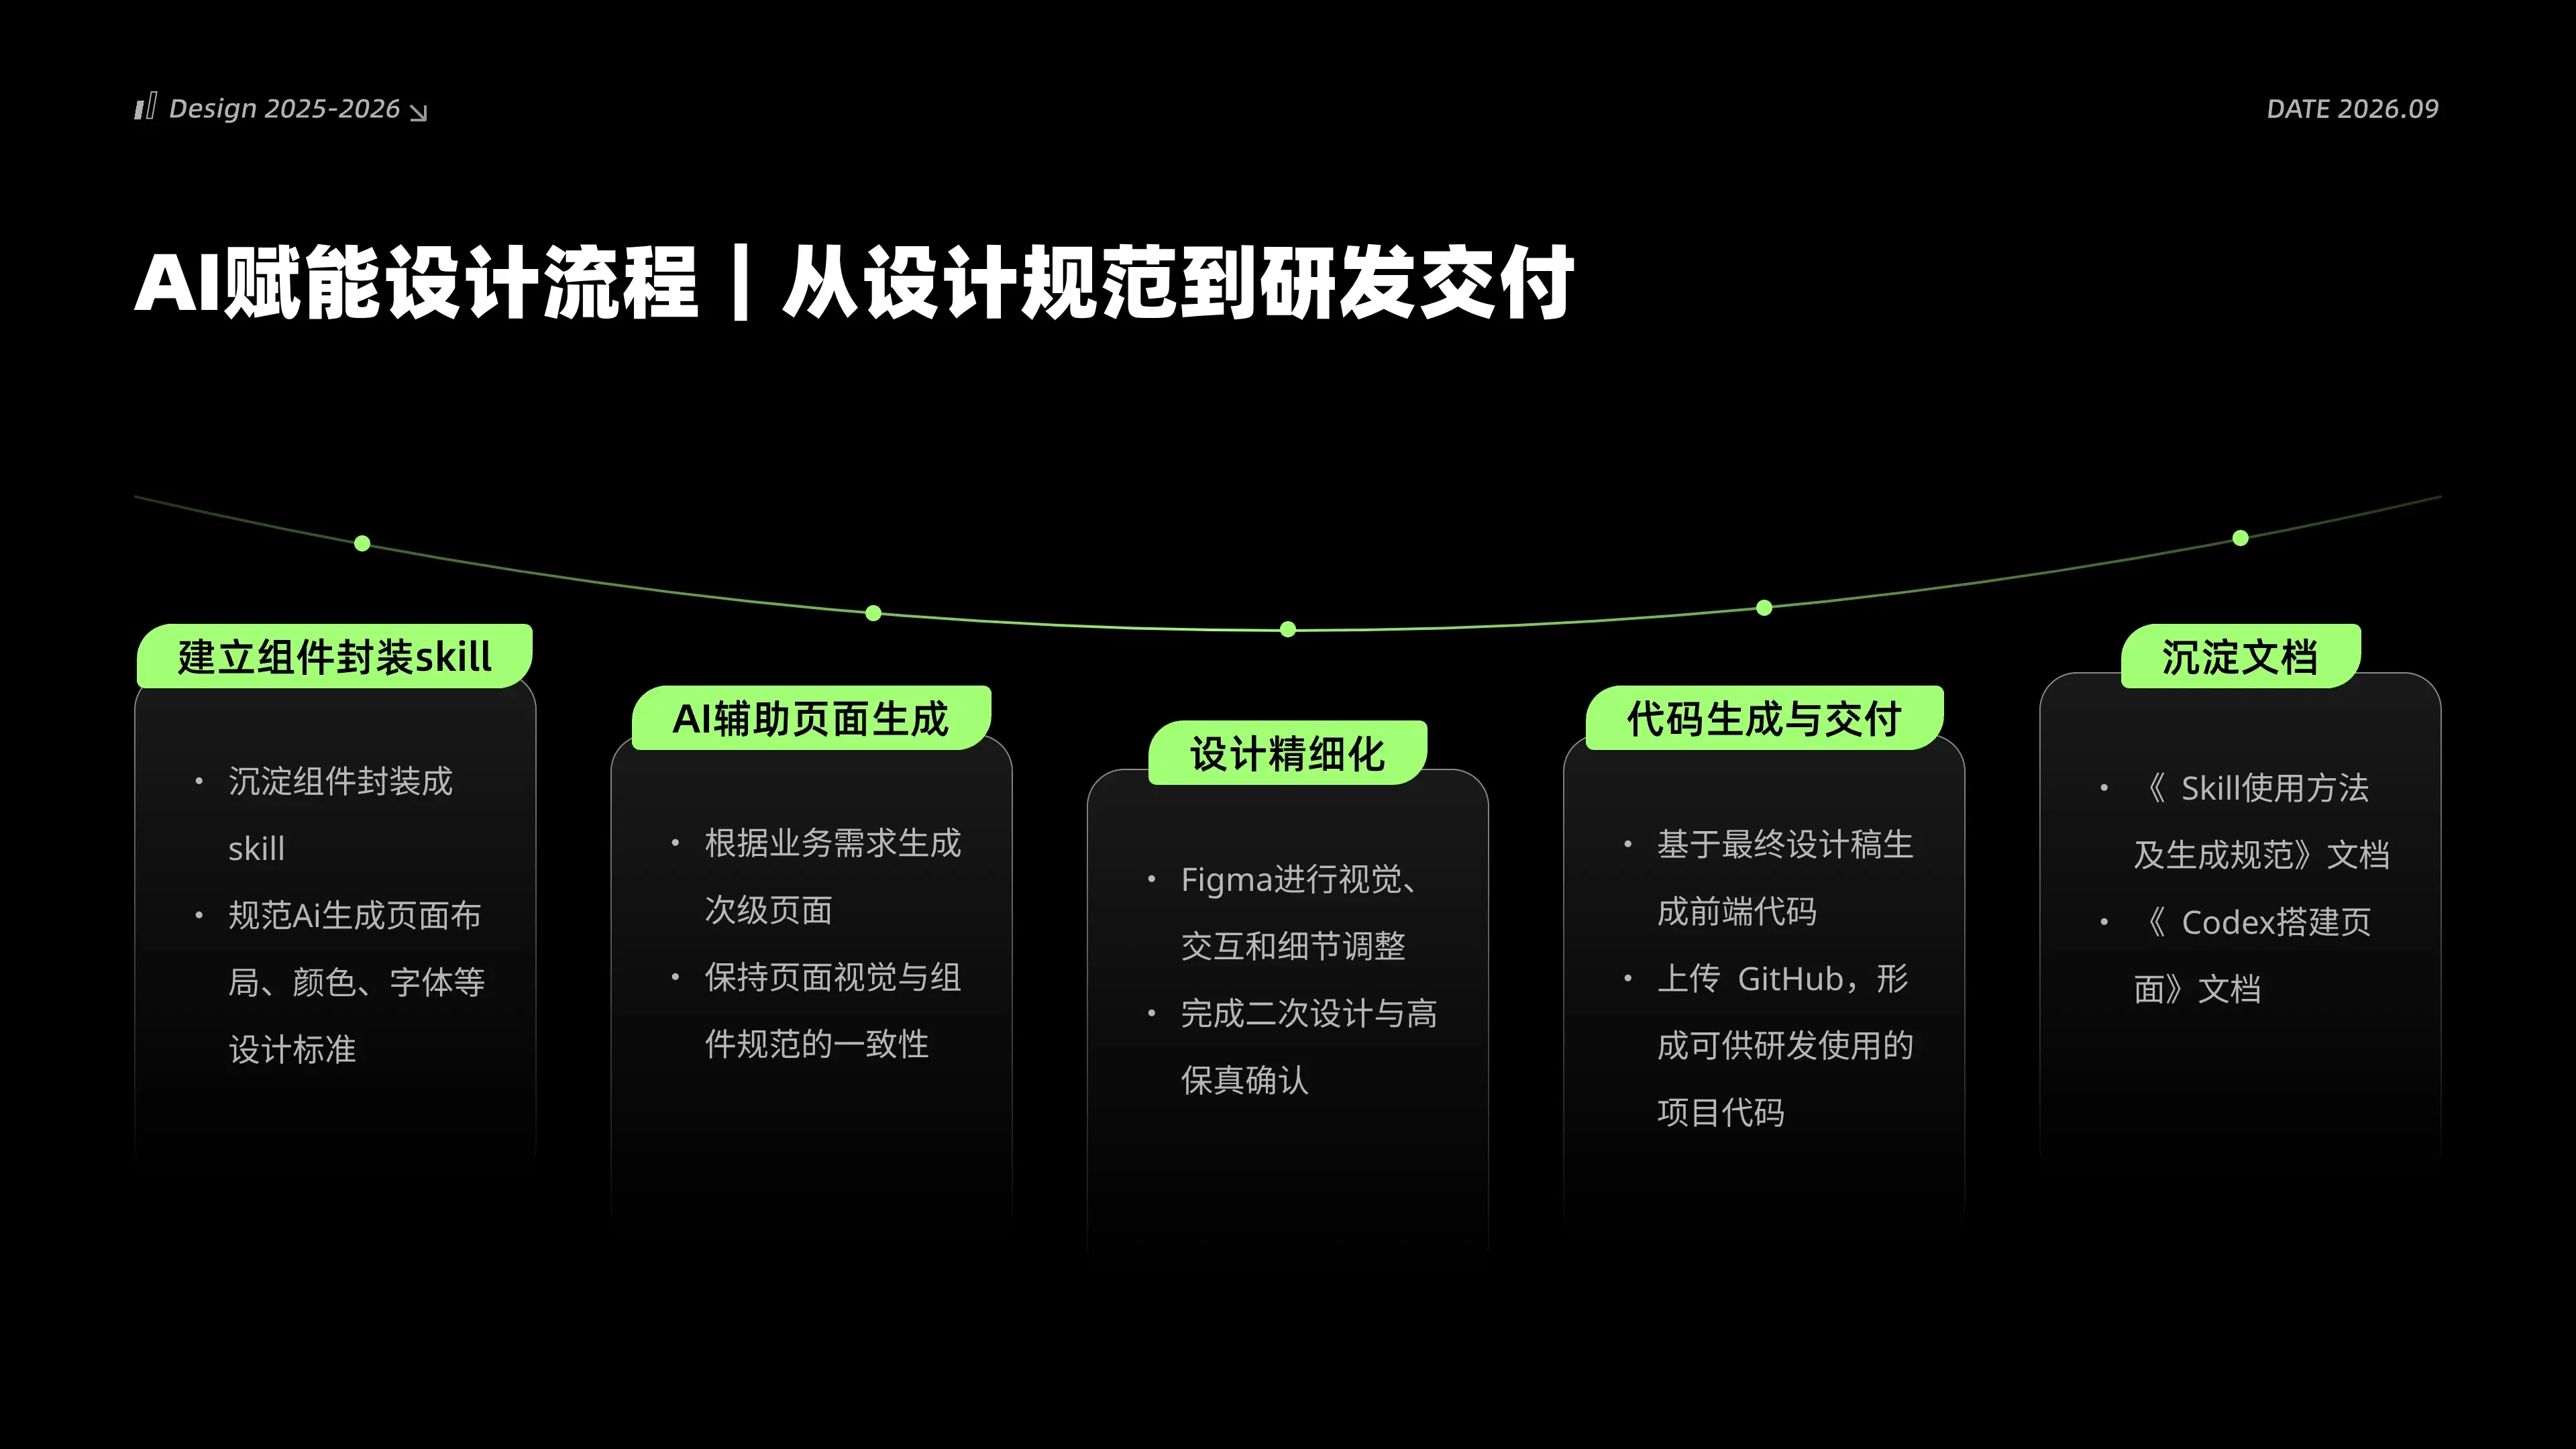 Design 2025-2026
DATE 2026.09
AI赋能设计流程｜从设计规范到研发交付
建立组件封装skill
• 沉淀组件封装成
skill
• 规范Ai生成页面布
局、颜色、字体等
设计标准
AI辅助页面生成
• 根据业务需求生成
次级页面
• 保持页面视觉与组
件规范的一致性
设计精细化
• Figma进行视觉、
交互和细节调整
• 完成二次设计与高
保真确认
代码生成与交付
• 基于最终设计稿生
成前端代码
• 上传 GitHub，形
成可供研发使用的
项目代码
沉淀文档
• 《 Skill使用方法
及生成规范》文档
• 《 Codex搭建页
面》文档